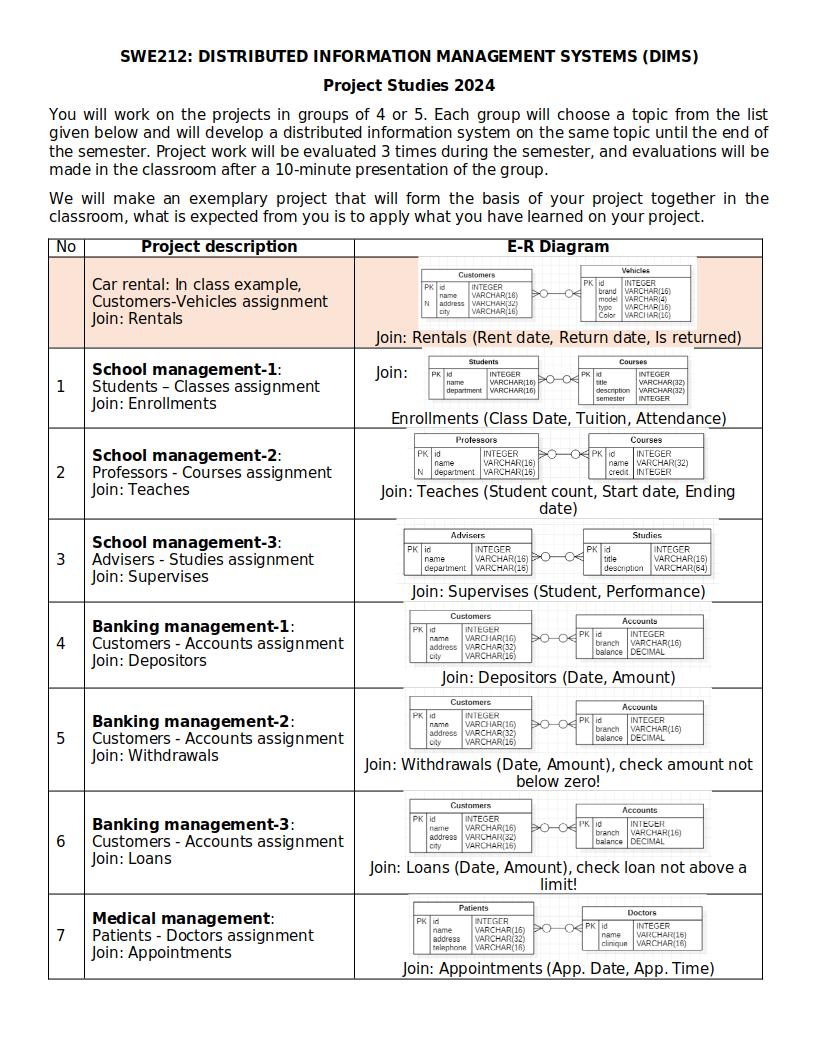 SWE212: DISTRIBUTED INFORMATION MANAGEMENT SYSTEMS (DIMS)
Project Studies 2024
You will work on the projects in groups of 4 or 5. Each group will choose a topic from the list
given below and will develop a distributed information system on the same topic until the end of
the semester. Project work will be evaluated 3 times during the semester, and evaluations will be
made in the classroom after a 10-minute presentation of the group.
We will make an exemplary project that will form the basis of your project together in the
classroom, what is expected from you is to apply what you have learned on your project.
No Project description E-R Diagram
Car rental: In class example,
Customers-Vehicles assignment
Join: Rentals
Customers
PK id INTEGER
name VARCHAR(16)
N address VARCHAR(32)
city VARCHAR(16)
Vehicles
PK id INTEGER
brand VARCHAR(16)
model VARCHAR(4)
type VARCHAR(16)
Color VARCHAR(16)
Join: Rentals (Rent date, Return date, Is returned)
1
School management-1:
Students – Classes assignment
Join: Enrollments
Join:
Students
PK id INTEGER
name VARCHAR(16)
department VARCHAR(16)
Courses
PK id INTEGER
title VARCHAR(32)
description VARCHAR(32)
semester INTEGER
Enrollments (Class Date, Tuition, Attendance)
2
School management-2:
Professors - Courses assignment
Join: Teaches
Professors
PK id INTEGER
name VARCHAR(16)
N department VARCHAR(16)
Courses
PK id INTEGER
name VARCHAR(32)
credit INTEGER
Join: Teaches (Student count, Start date, Ending
date)
3
School management-3:
Advisers - Studies assignment
Join: Supervises
Advisers
PK id INTEGER
name VARCHAR(16)
department VARCHAR(16)
Studies
PK id INTEGER
title VARCHAR(16)
description VARCHAR(64)
Join: Supervises (Student, Performance)
4
Banking management-1:
Customers - Accounts assignment
Join: Depositors
Customers
PK id INTEGER
name VARCHAR(16)
address VARCHAR(32)
city VARCHAR(16)
Accounts
PK id INTEGER
branch VARCHAR(16)
balance DECIMAL
Join: Depositors (Date, Amount)
5
Banking management-2:
Customers - Accounts assignment
Join: Withdrawals
Customers
PK id INTEGER
name VARCHAR(16)
address VARCHAR(32)
city VARCHAR(16)
Accounts
PK id INTEGER
branch VARCHAR(16)
balance DECIMAL
Join: Withdrawals (Date, Amount), check amount not
below zero!
6
Banking management-3:
Customers - Accounts assignment
Join: Loans
Customers
PK id INTEGER
name VARCHAR(16)
address VARCHAR(32)
city VARCHAR(16)
Accounts
PK id INTEGER
branch VARCHAR(16)
balance DECIMAL
Join: Loans (Date, Amount), check loan not above a
limit!
7
Medical management:
Patients - Doctors assignment
Join: Appointments
Patients
PK id INTEGER
name VARCHAR(16)
address VARCHAR(32)
telephone VARCHAR(16)
Doctors
PK id INTEGER
name VARCHAR(16)
clinique VARCHAR(16)
Join: Appointments (App. Date, App. Time)